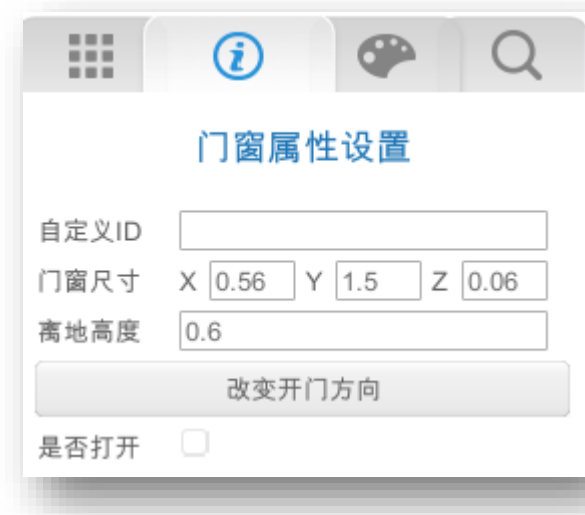 门窗属性设置
自定义ID
门窗尺寸 X 0.56 Y 1.5 Z 0.06
离地高度 0.6
改变开门方向
是否打开